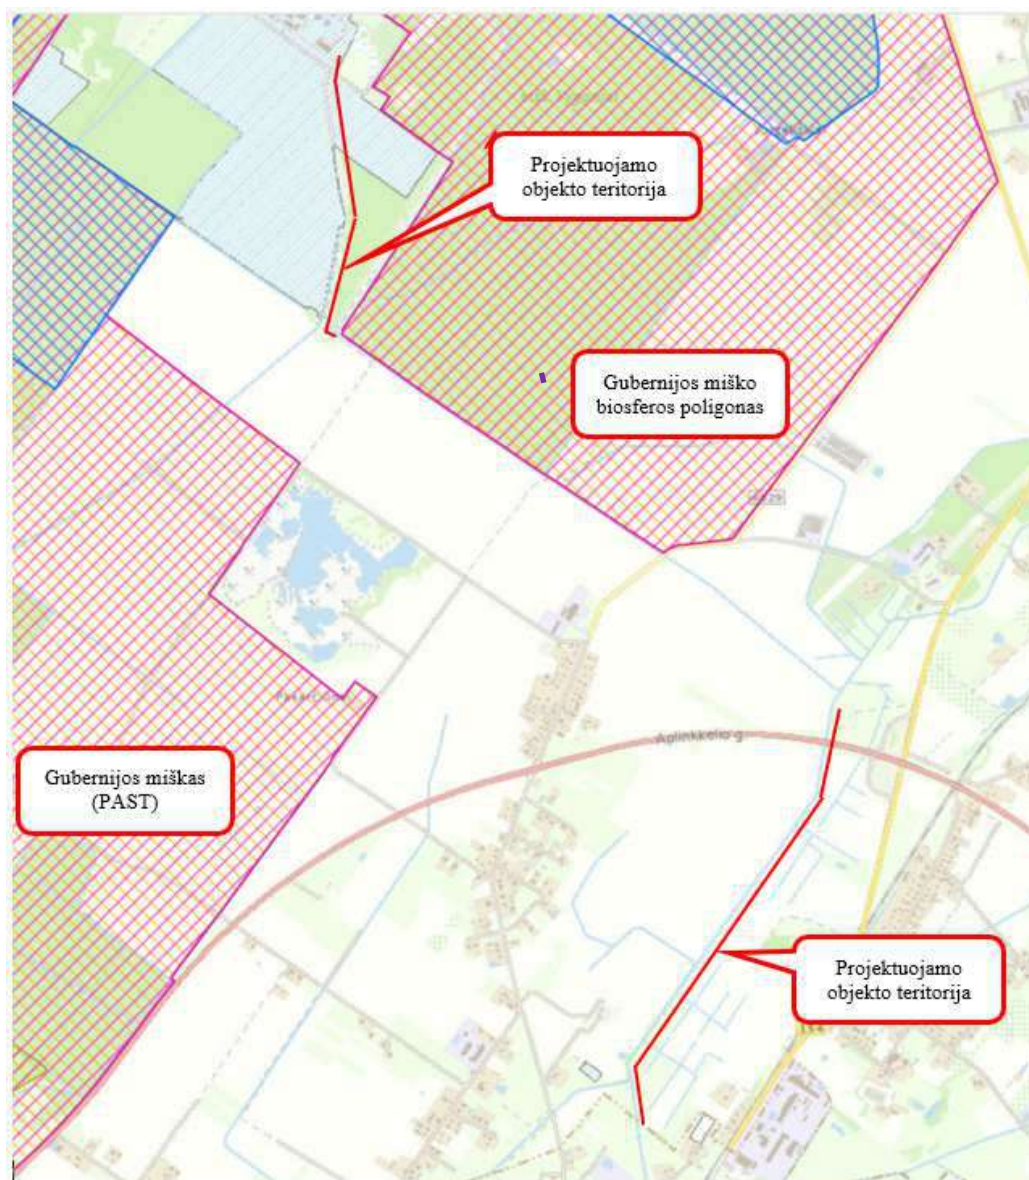 Projektuojamo
objekto teritorija
Gubernijos miško
biosferos poligonas
Aplinkkelio g.
Gubernijos miškas
(PAST)
Projektuojamo
objekto teritorija